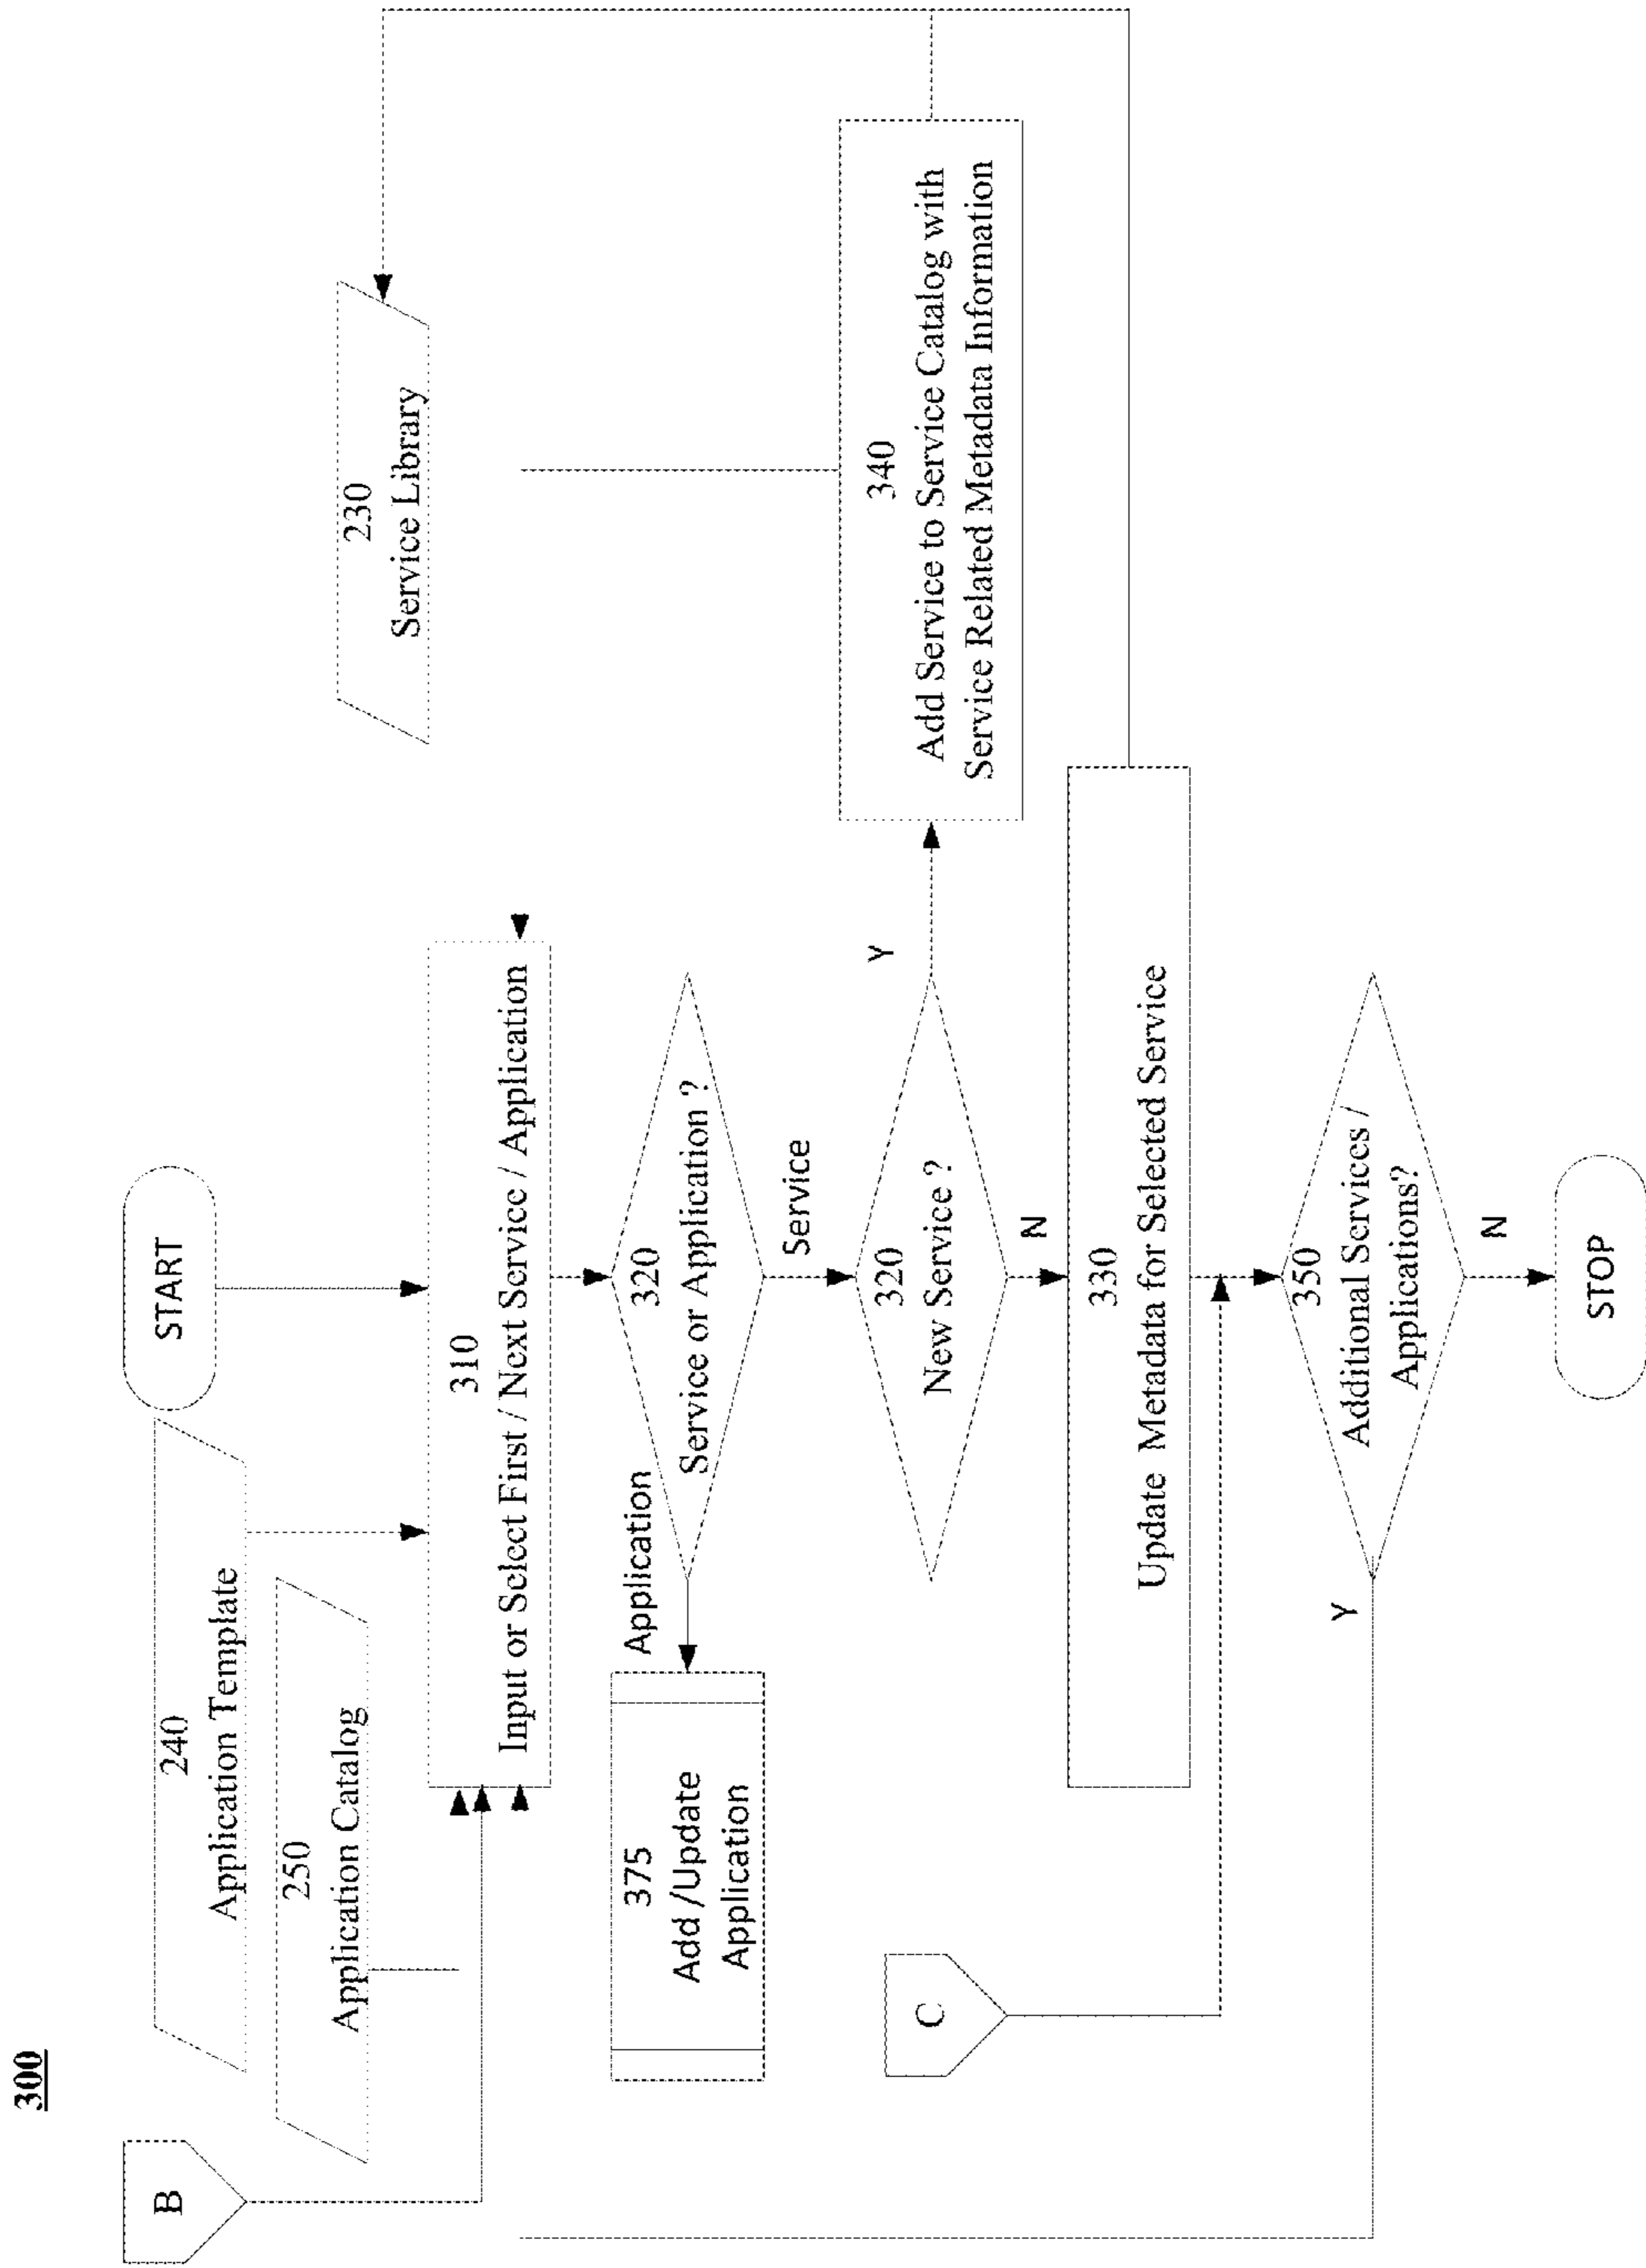 300
B
START
240
Application Template
250
Application Catalog
230
Service Library
310
Input or Select First / Next Service / Application
320
Service or Application ?
Application
375
Add /Update
Application
Service
320
New Service ?
Y
340
Add Service to Service Catalog with
Service Related Metadata Information
N
330
Update Metadata for Selected Service
C
350
Additional Services /
Applications?
Y
N
STOP